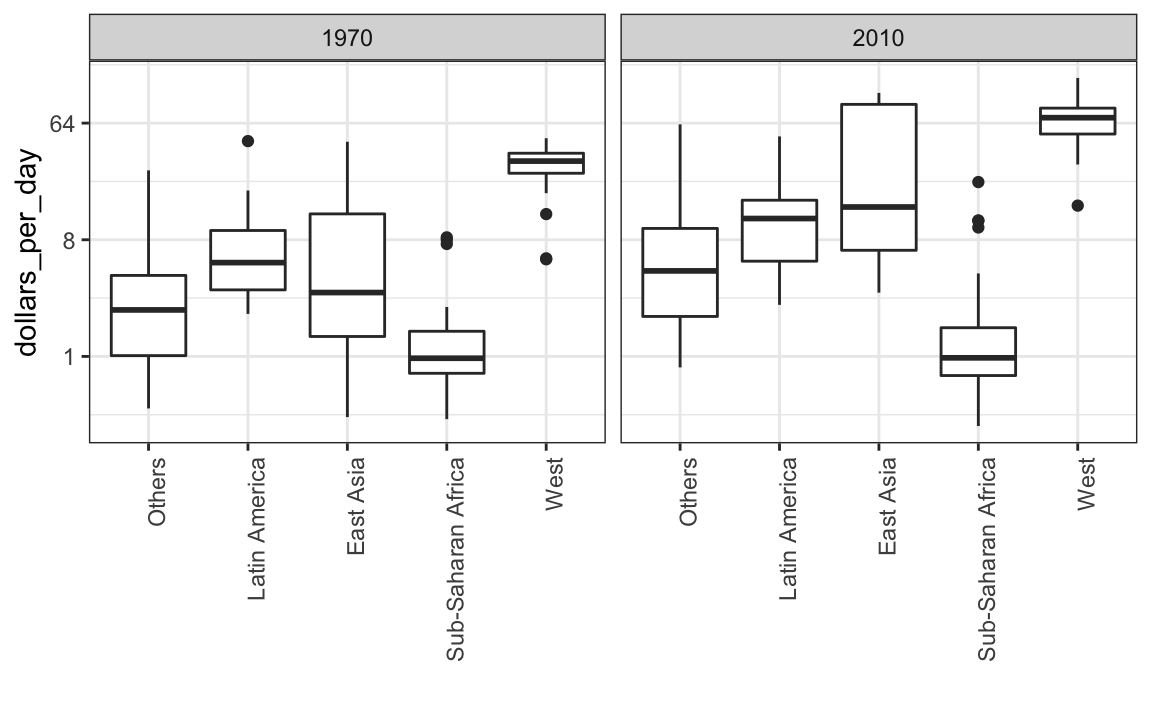 1970
2010
dollars_per_day
64
8
1
Others
Latin America
East Asia
Sub-Saharan Africa
West
Others
Latin America
East Asia
Sub-Saharan Africa
West